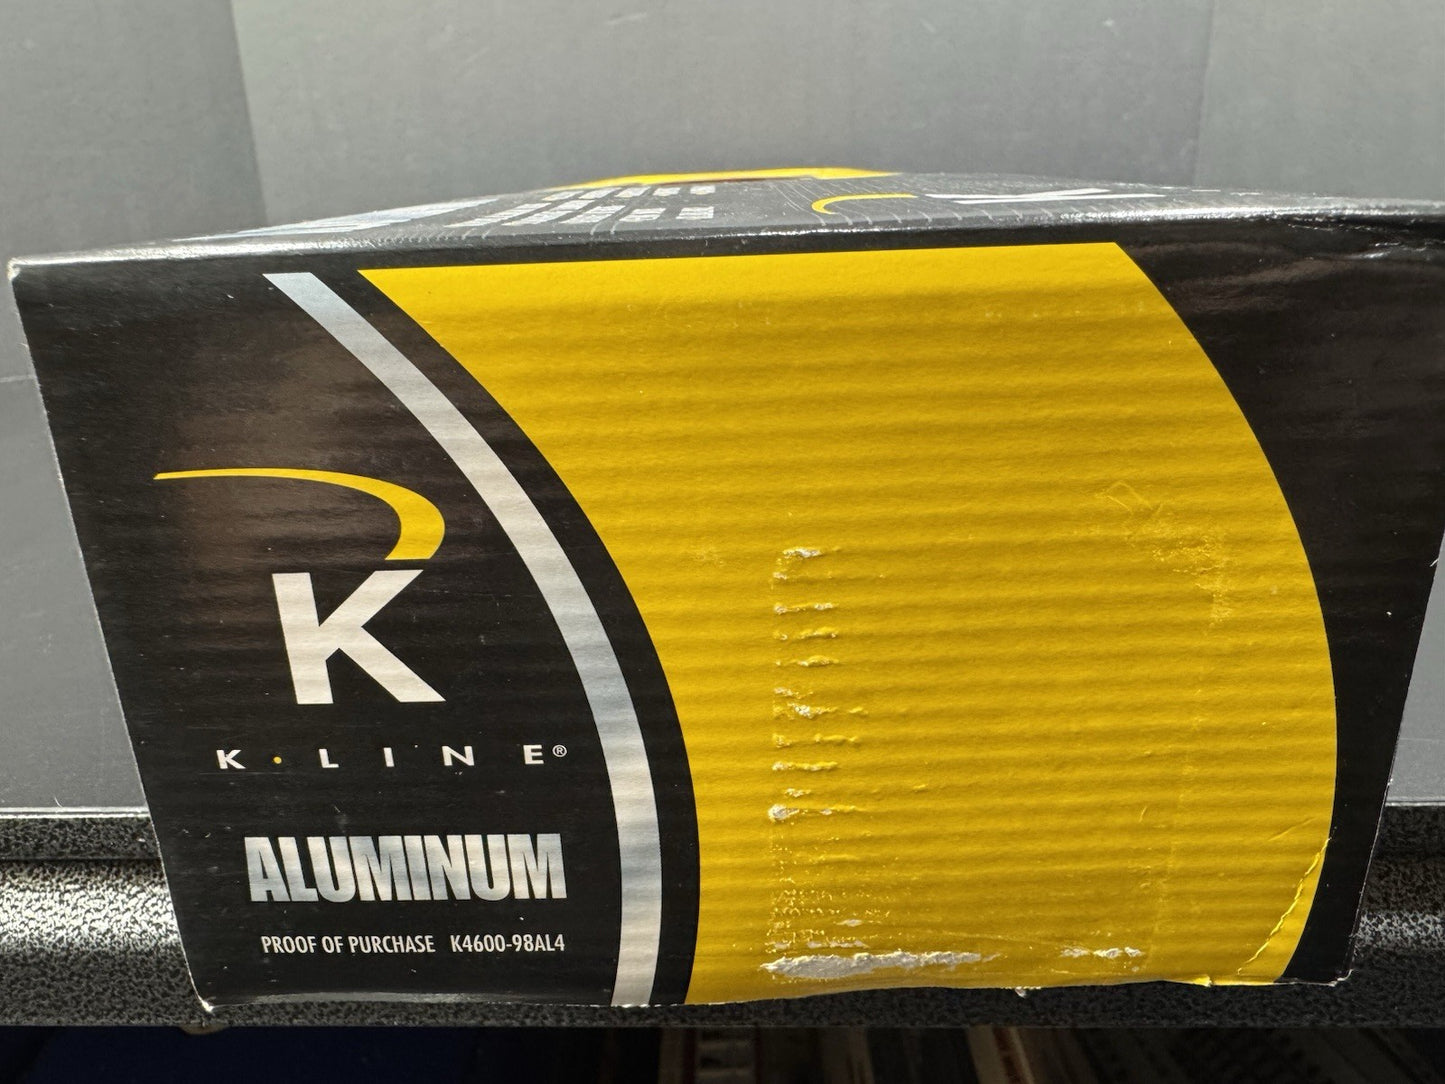 K
K·LINE®
ALUMINUM
PROOF OF PURCHASE K4600-98AL4